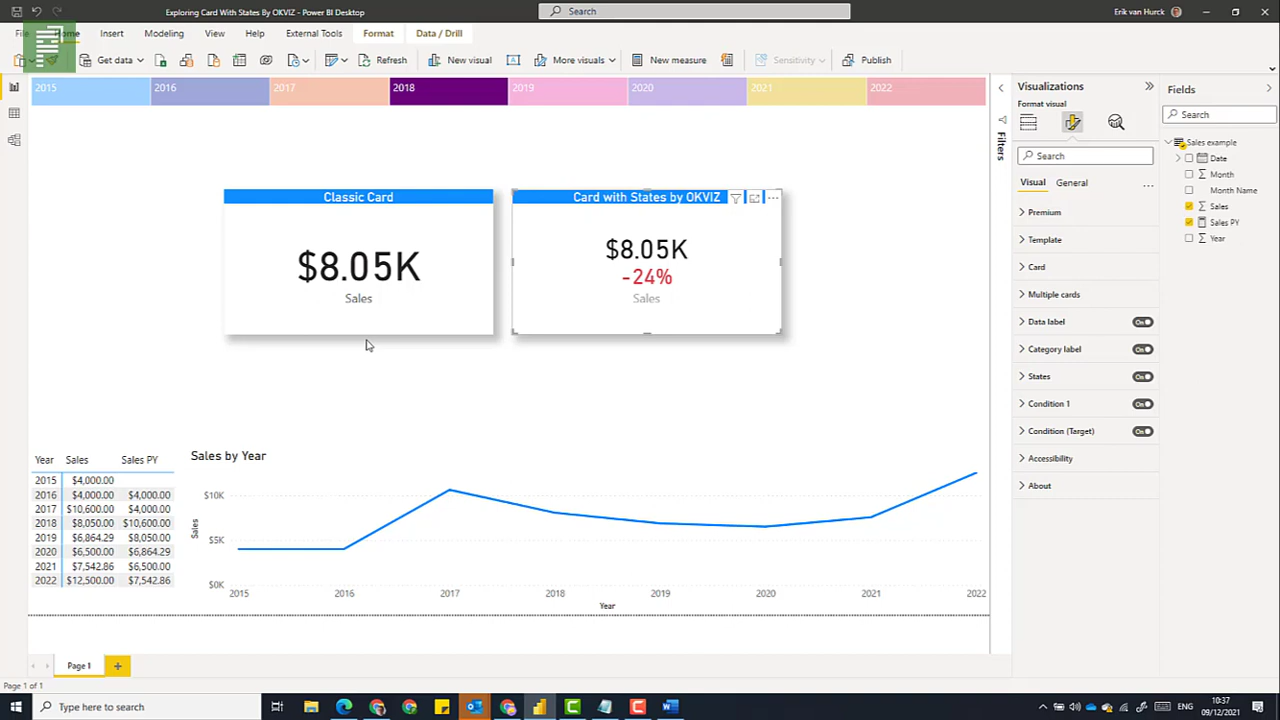 Exploring Card With Sales By OKVIZ - Power BI Desktop
Search
Erik van Hurck
File
Home
Insert
Modeling
View
Help
External Tools
Format
Data / Drill
Get data
Refresh
New visual
More visuals
New measure
Sensitivity
Publish
2015
2016
2017
2018
2019
2020
2021
2022
Classic Card
$8.05K
Sales
Card with States by OKVIZ
$8.05K
-24%
Sales
Year Sales Sales PY
2015 $4,000.00
2016 $4,000.00 $4,000.00
2017 $10,600.00 $4,000.00
2018 $8,050.00 $10,600.00
2019 $6,864.29 $8,050.00
2020 $6,500.00 $6,864.29
2021 $7,542.86 $6,500.00
2022 $12,500.00 $7,542.86
Sales by Year
Sales
$10K
$5K
$0K
2015 2016 2017 2018 2019 2020 2021 2022
Year
Filters
Visualizations
Format visual
Search
Visual
General
Premium
Template
Card
Multiple cards
Data label
On
Category label
On
States
On
Condition 1
On
Condition (Target)
On
Accessibility
About
Fields
Search
Sales example
Date
Month
Month Name
Sales
Sales PY
Year
Page 1
Page 1 of 1
Type here to search
ENG
10:37
09/12/2021